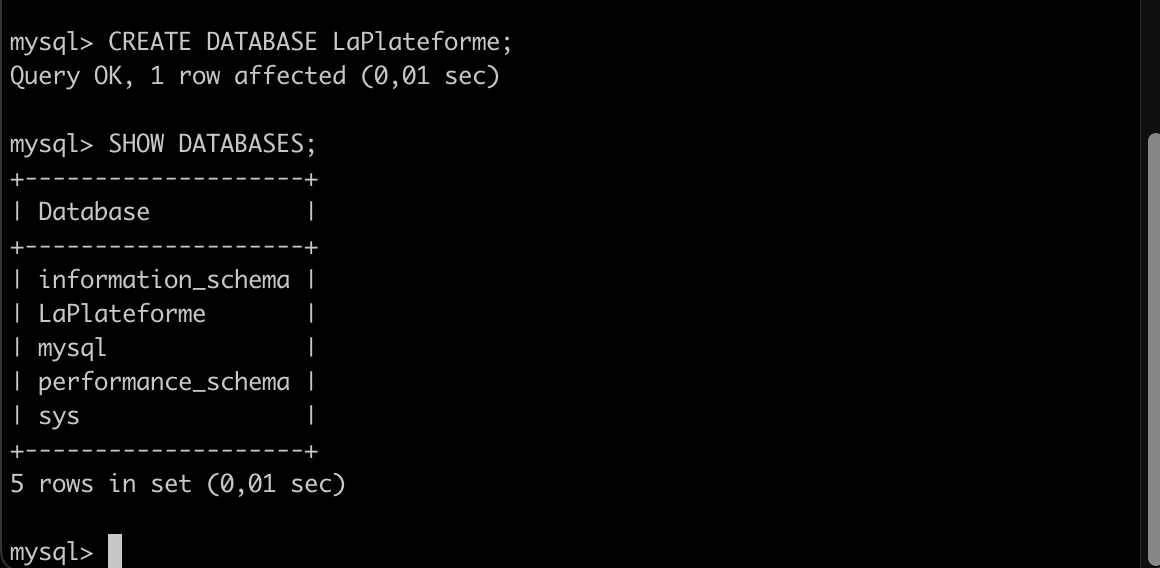 mysql> CREATE DATABASE LaPlateforme;
Query OK, 1 row affected (0,01 sec)
mysql> SHOW DATABASES;
+--------------------+
| Database           |
+--------------------+
| information_schema |
| LaPlateforme       |
| mysql              |
| performance_schema |
| sys                |
+--------------------+
5 rows in set (0,01 sec)
mysql>